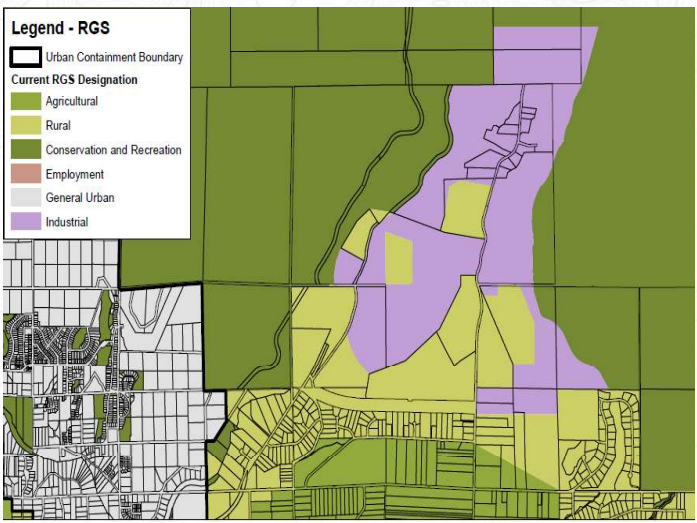 Legend - RGS
Urban Containment Boundary
Current RGS Designation
Agricultural
Rural
Conservation and Recreation
Employment
General Urban
Industrial